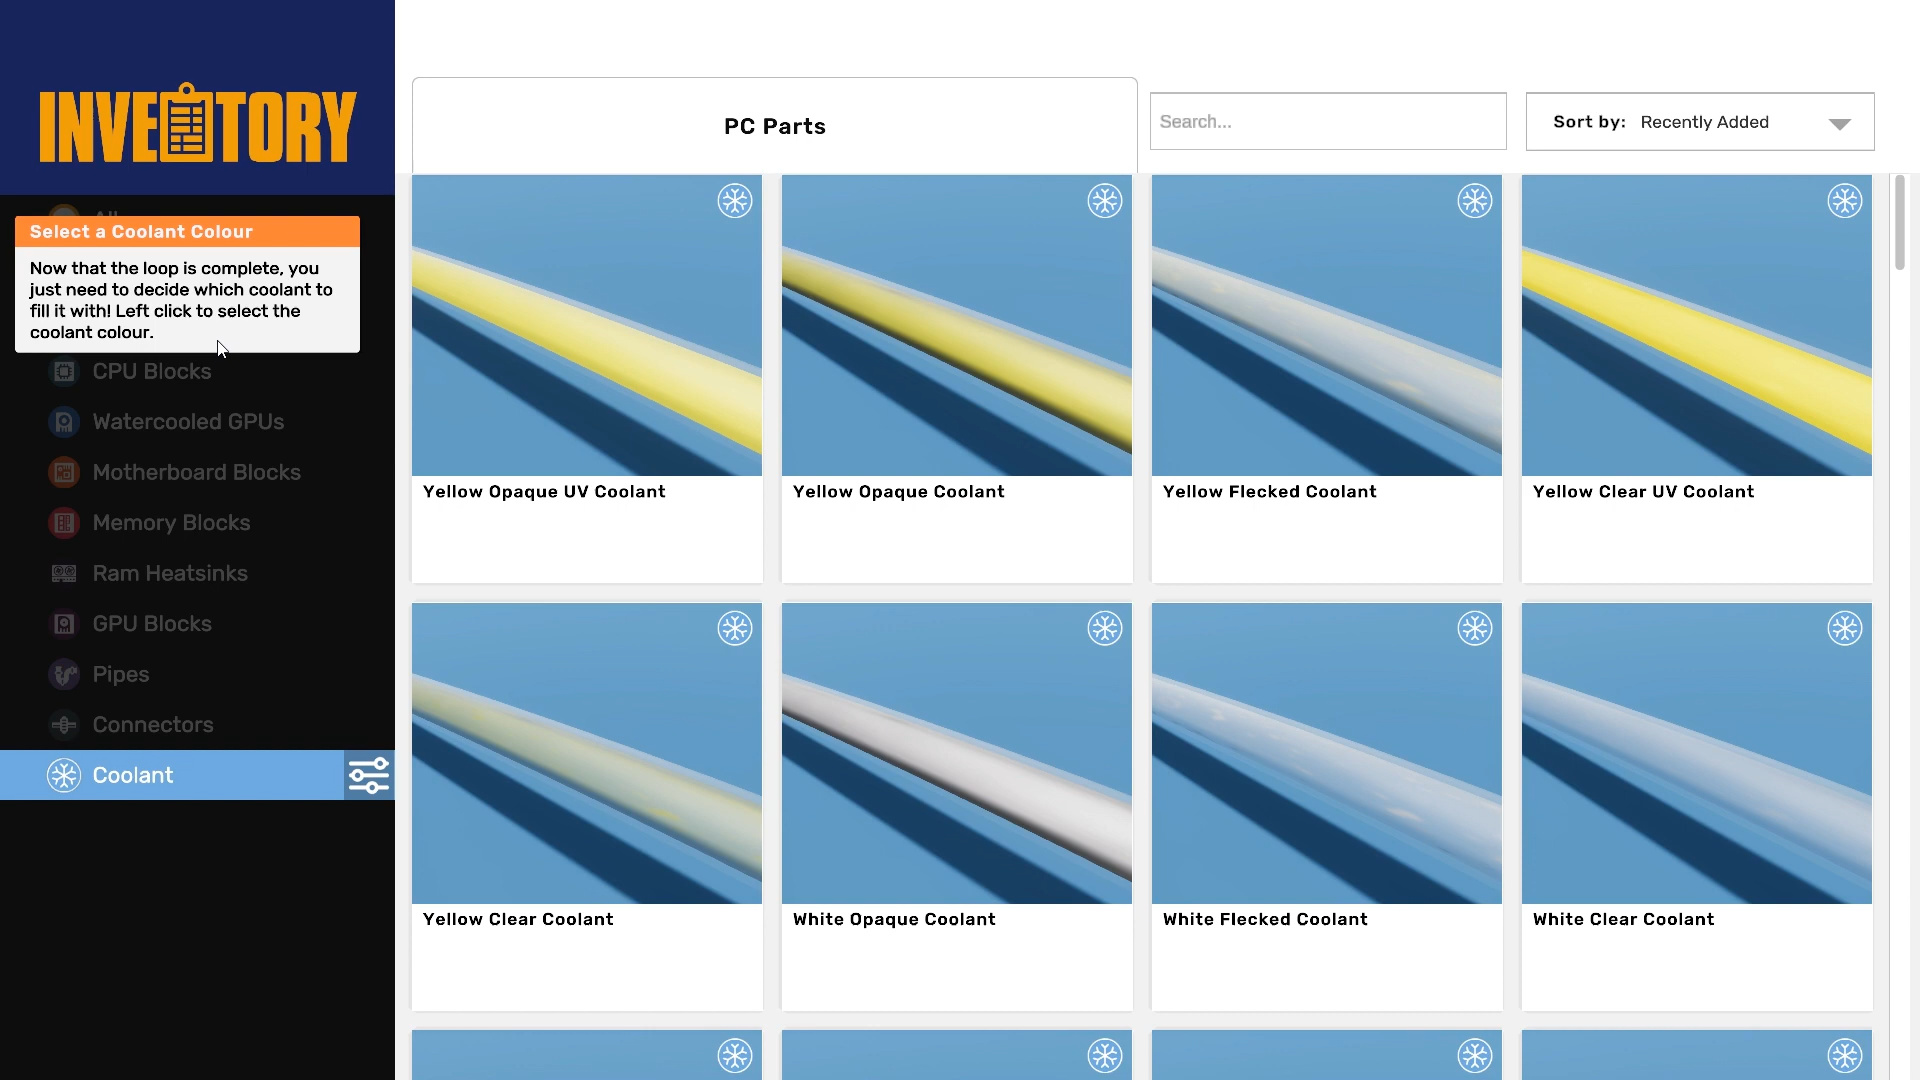 INVENTORY
PC Parts
Search...
Sort by: Recently Added
All
Select a Coolant Colour
Now that the loop is complete, you
just need to decide which coolant to
fill it with! Left click to select the
coolant colour.
CPU Blocks
Watercooled GPUs
Motherboard Blocks
Memory Blocks
Ram Heatsinks
GPU Blocks
Pipes
Connectors
Coolant
Yellow Opaque UV Coolant
Yellow Opaque Coolant
Yellow Flecked Coolant
Yellow Clear UV Coolant
Yellow Clear Coolant
White Opaque Coolant
White Flecked Coolant
White Clear Coolant